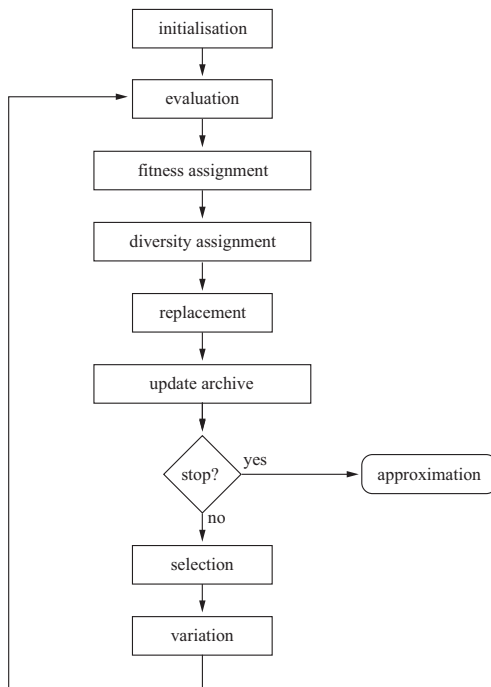 initialisation
evaluation
fitness assignment
diversity assignment
replacement
update archive
stop?
yes
approximation
no
selection
variation